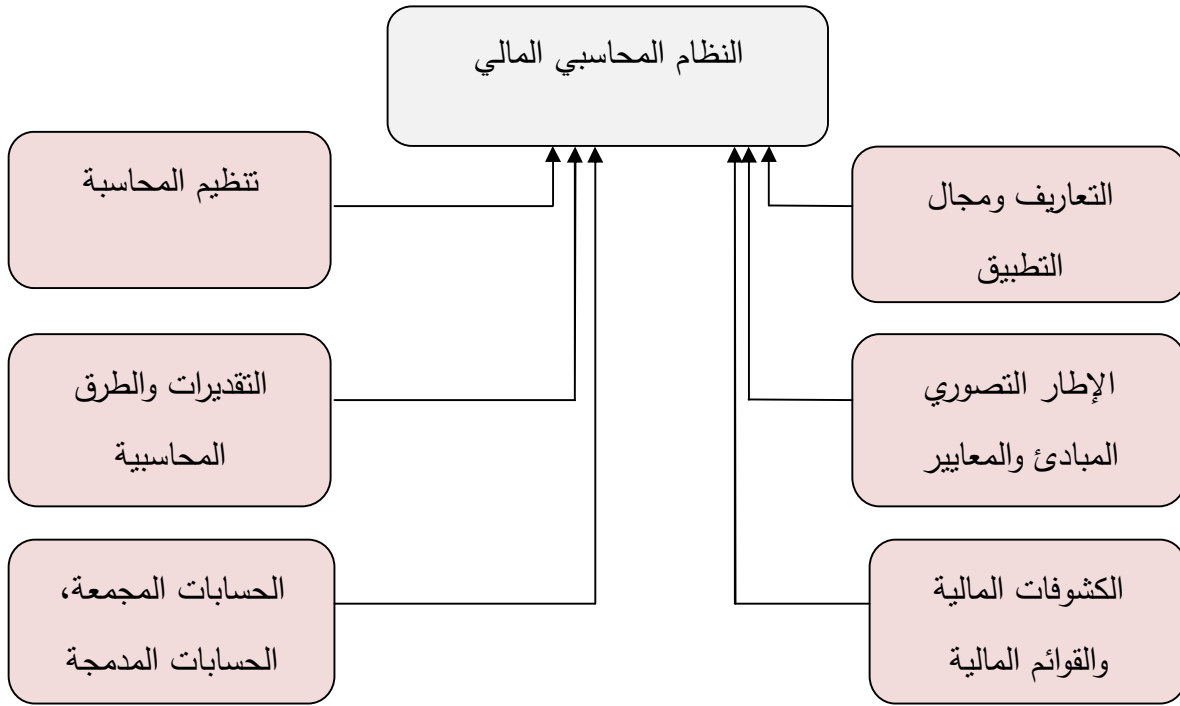 النظام المحاسبي المالي
التعاريف ومجال
التطبيق
تنظيم المحاسبة
الإطار التصوري
المبادئ والمعايير
التقديرات والطرق
المحاسبية
الكشوفات المالية
والقوائم المالية
الحسابات المجمعة،
الحسابات المدمجة